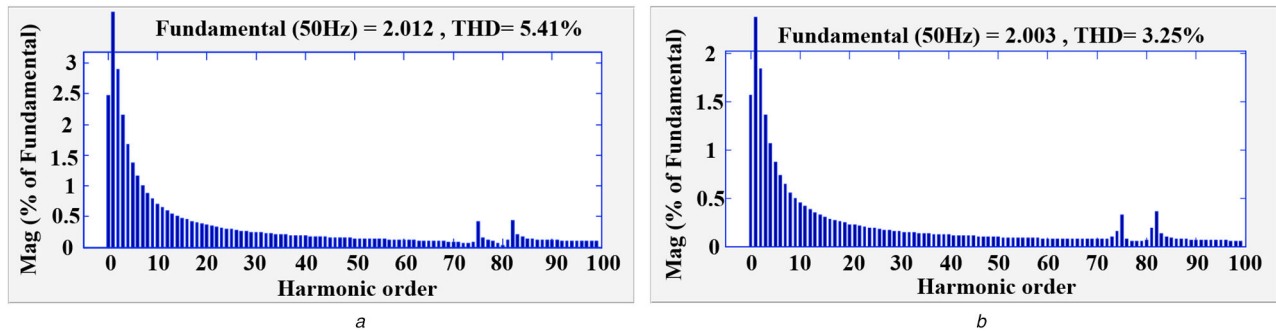 Fundamental (50Hz) = 2.012 , THD= 5.41%
Mag (% of Fundamental)
3
2.5
2
1.5
1
0.5
0
0 10 20 30 40 50 60 70 80 90 100
Harmonic order
a
Fundamental (50Hz) = 2.003 , THD= 3.25%
Mag (% of Fundamental)
2
1.5
1
0.5
0
0 10 20 30 40 50 60 70 80 90 100
Harmonic order
b